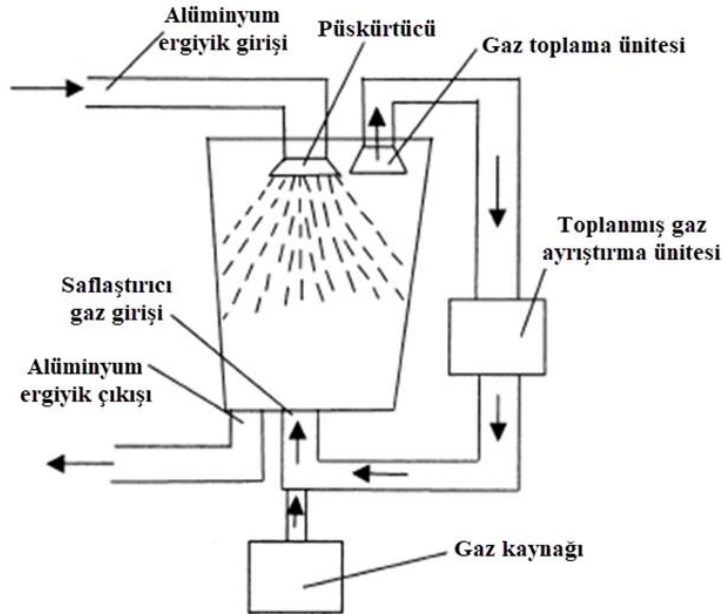 Alüminyum
ergiyik girişi
Püskürtücü
Gaz toplama ünitesi
Toplanmış gaz
ayrıştırma ünitesi
Saflaştırıcı
gaz girişi
Alüminyum
ergiyik çıkışı
Gaz kaynağı